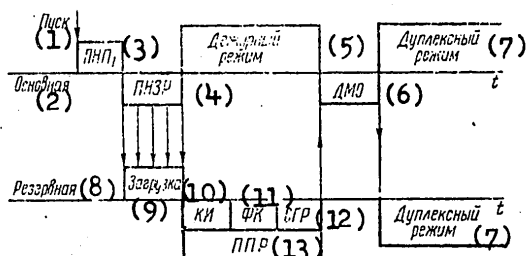 Пуск
(1)
ПНП₁ (3)
Дежурный режим
(5)
Дуплексный режим
(7)
t
Основная
(2)
ПНЗР
(4)
ДМО
(6)
t
Резервная (8)
Загрузка
(9)
(10)
КИ
(11)
ФК
СГР
(12)
ППР (13)
Дуплексный режим
(7)